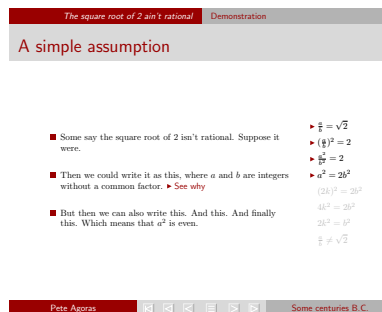 The square root of 2 ain't rational
Demonstration
A simple assumption
Some say the square root of 2 isn't rational. Suppose it
were.
Then we could write it as this, where a and b are integers
without a common factor. ▶ See why
But then we can also write this. And this. And finally
this. Which means that a² is even.
▶ a/b = √2
▶ (a/b)² = 2
▶ a²/b² = 2
▶ a² = 2b²
(2k)² = 2b²
4k² = 2b²
2k² = b²
a/b ≠ √2
Pete Agoras
Some centuries B.C.